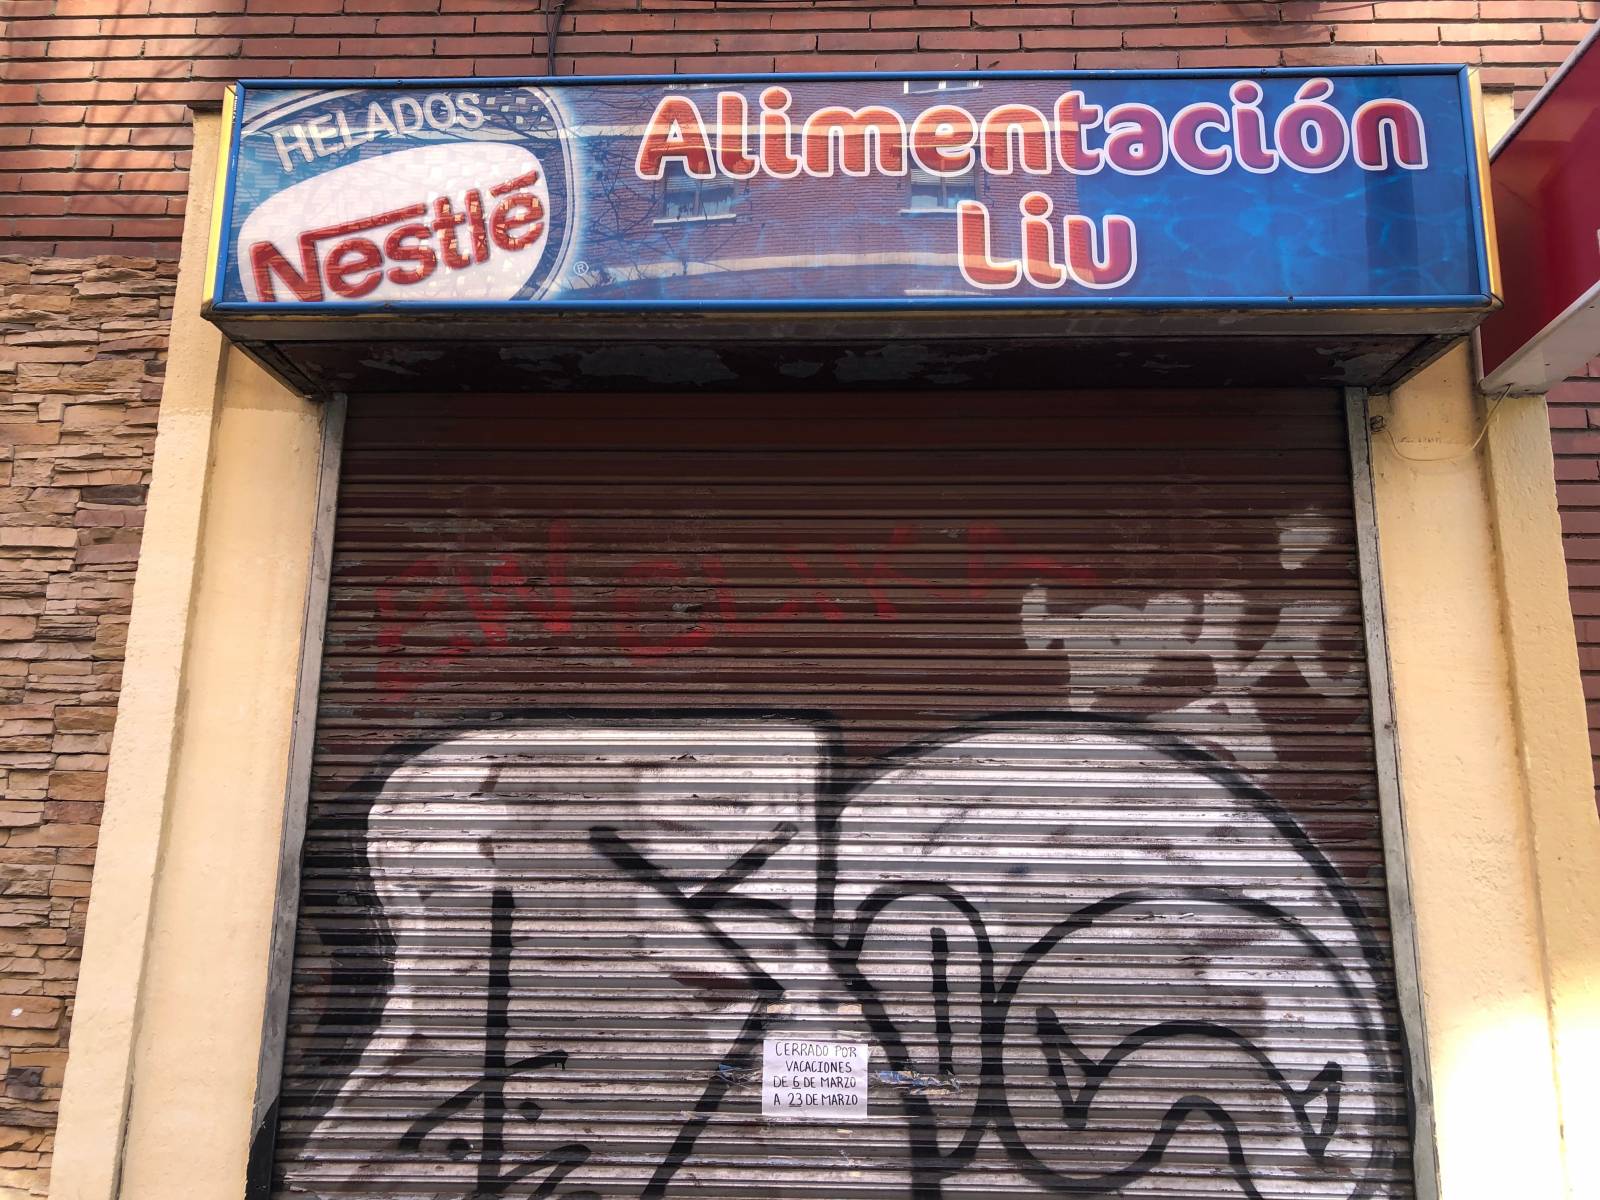 HELADOS
Nestlé
®
Alimentación
Liu
CERRADO POR
VACACIONES
DE 6 DE MARZO
A 23 DE MARZO